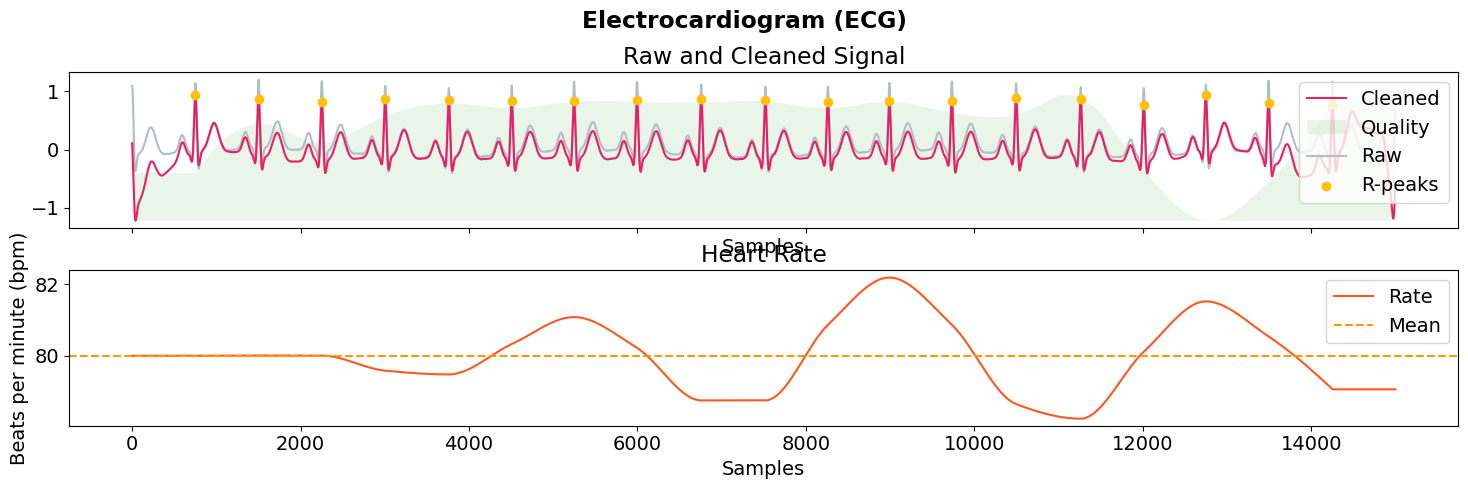 Electrocardiogram (ECG)
Raw and Cleaned Signal
1
0
−1
Cleaned
Quality
Raw
R-peaks
Samples
Heart Rate
Beats per minute (bpm)
82
80
Rate
Mean
0 2000 4000 6000 8000 10000 12000 14000
Samples